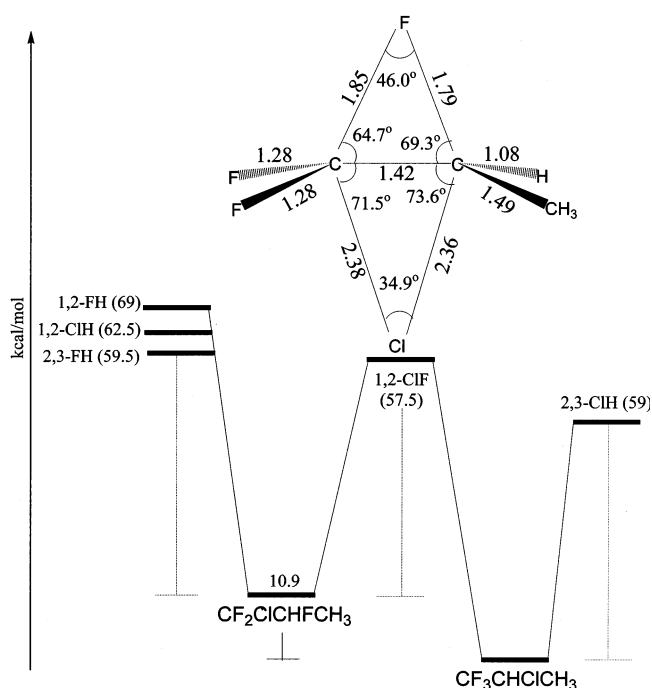 F
1.85
46.0°
1.79
64.7°
69.3°
F
1.28
C
1.42
C
1.08
H
F
1.28
71.5°
73.6°
1.49
CH₃
2.38
2.36
34.9°
Cl
kcal/mol
1,2-FH (69)
1,2-ClH (62.5)
2,3-FH (59.5)
1,2-ClF
(57.5)
2,3-ClH (59)
10.9
CF₂ClCHFCH₃
CF₃CHClCH₃